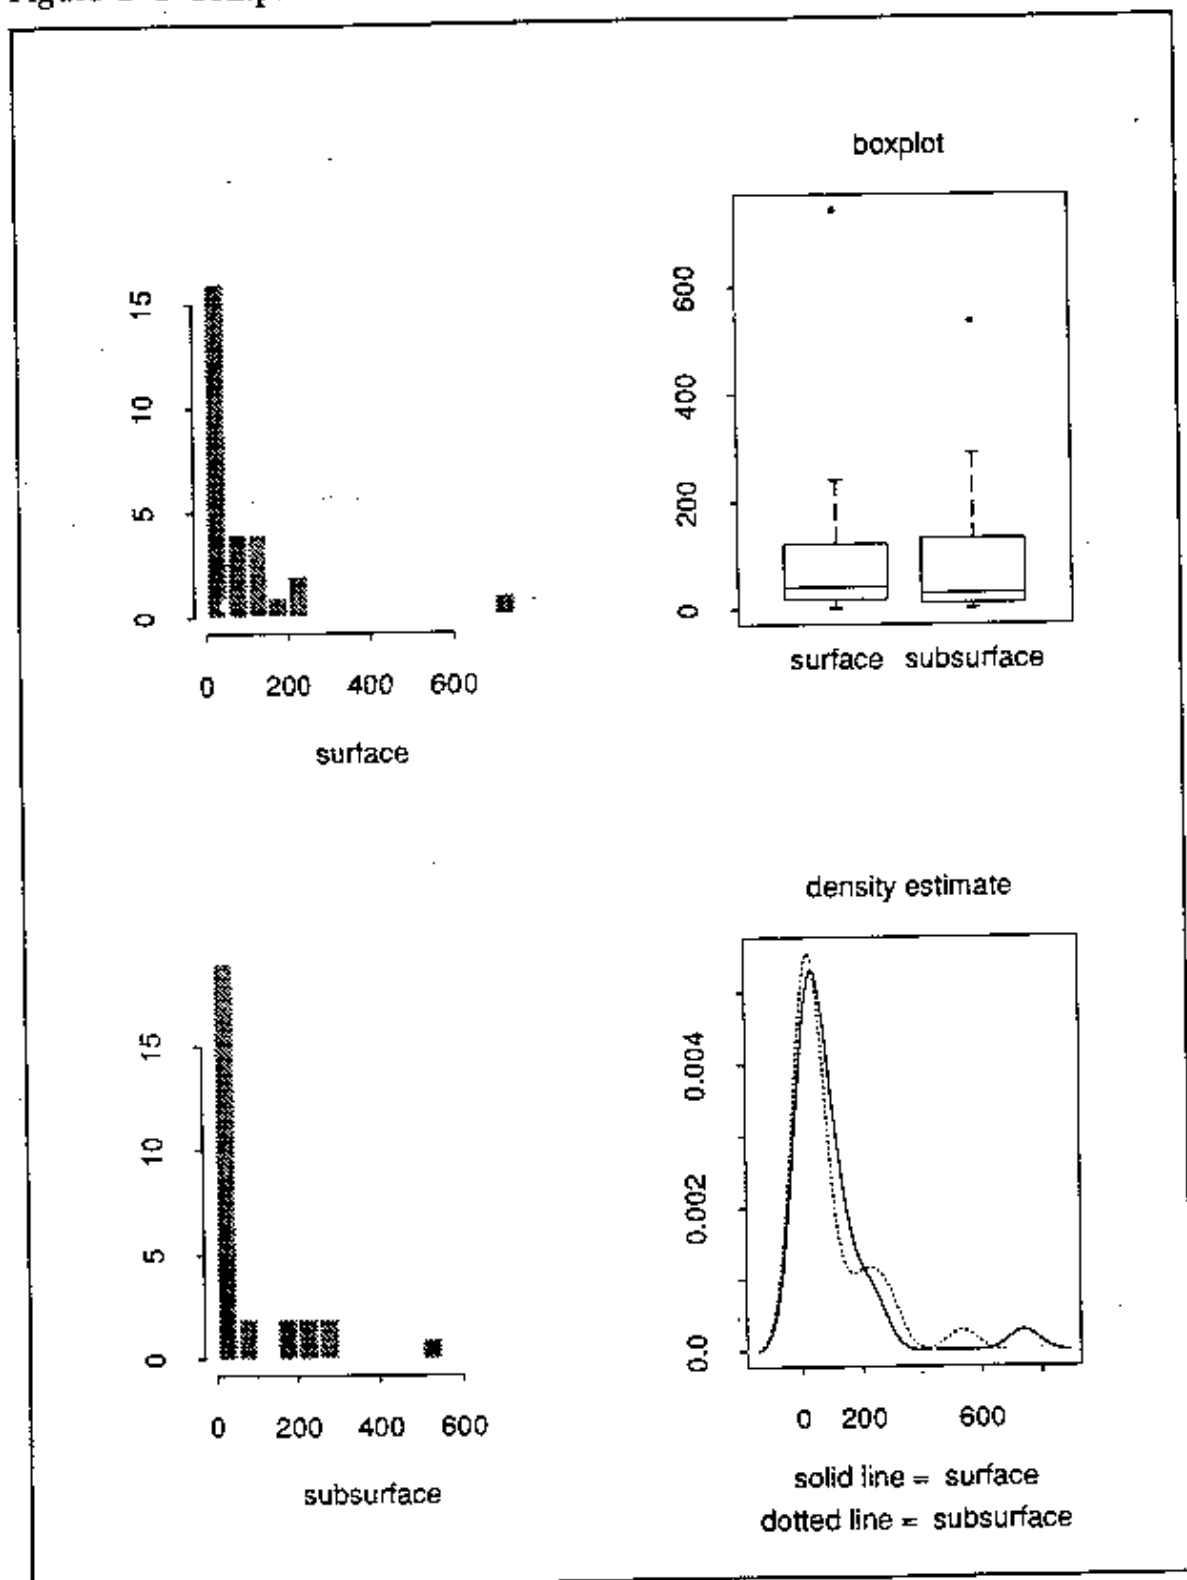 boxplot
15
10
5
0
0 200 400 600
surface
600
400
200
0
surface subsurface
15
10
5
0
0 200 400 600
subsurface
density estimate
0.004
0.002
0.0
0 200 600
solid line = surface
dotted line = subsurface